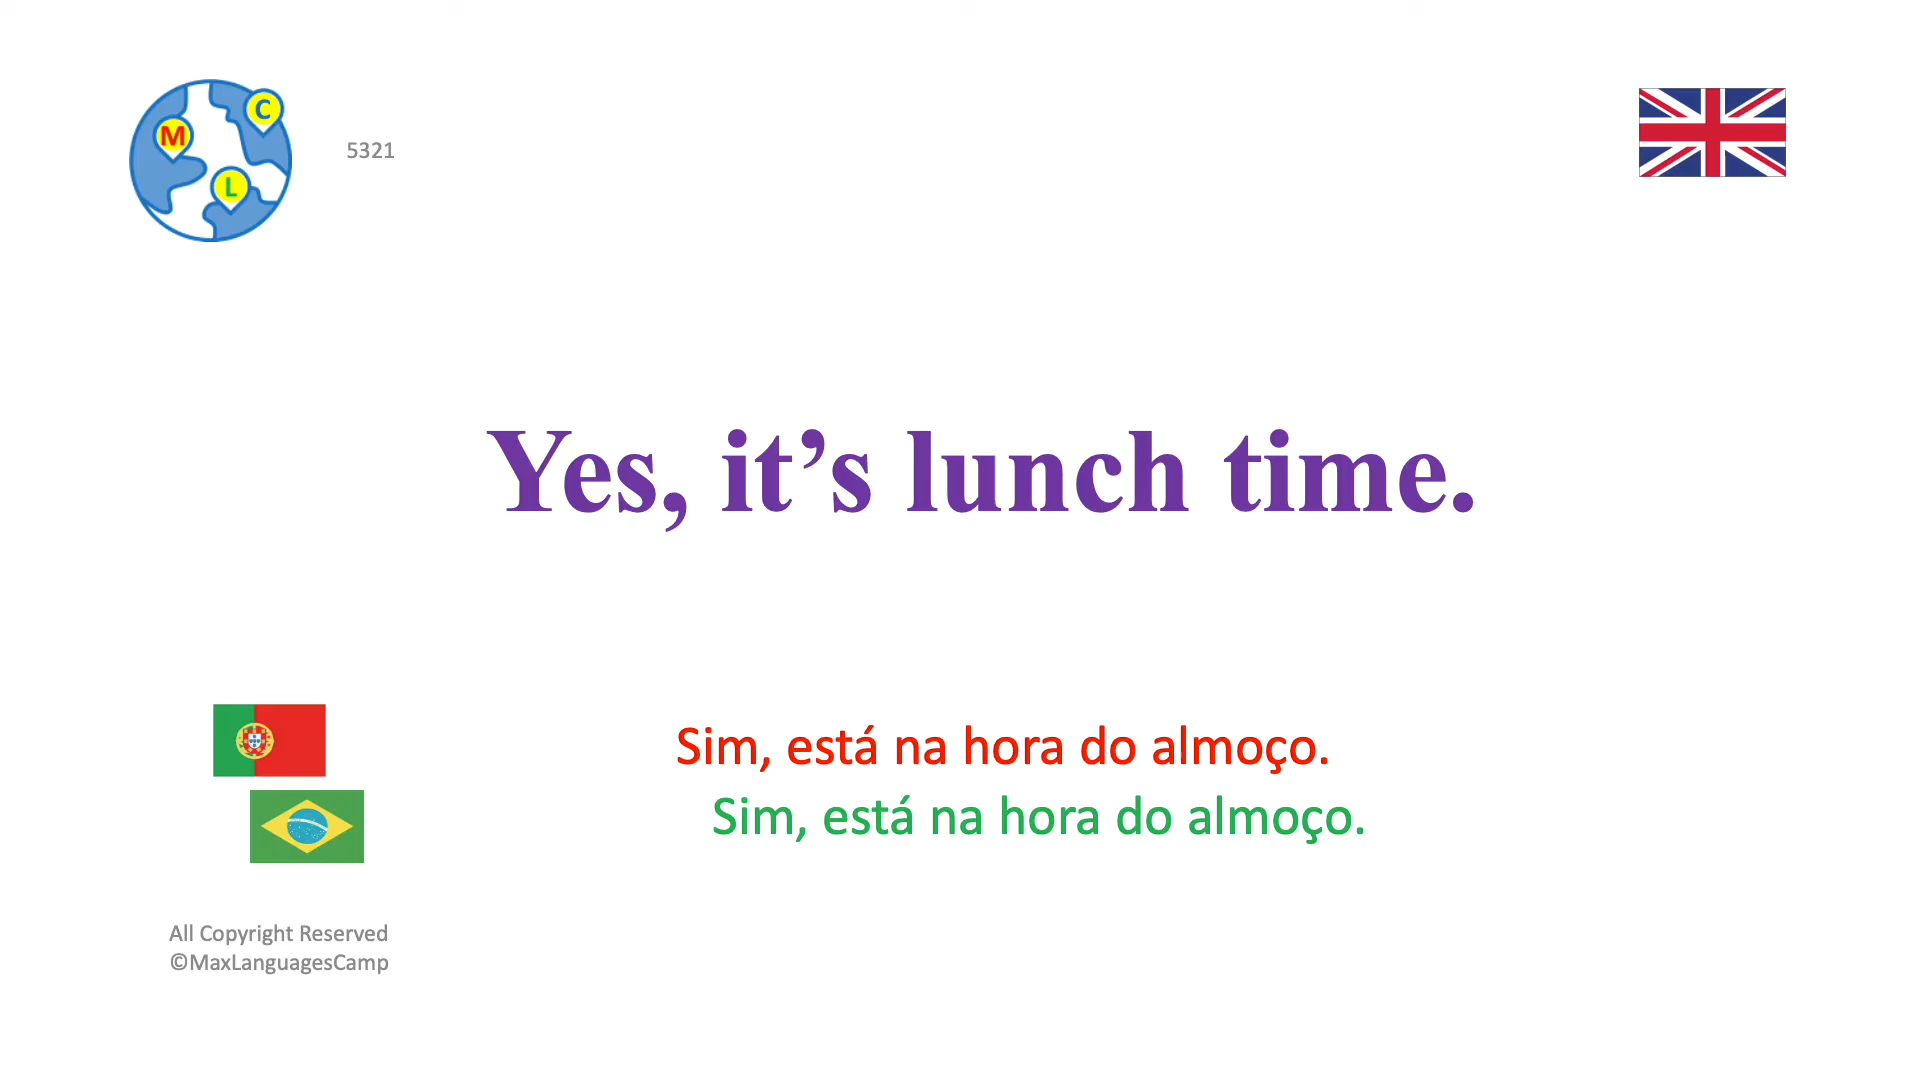 C
M
L
5321
Yes, it’s lunch time.
Sim, está na hora do almoço.
Sim, está na hora do almoço.
All Copyright Reserved
©MaxLanguagesCamp